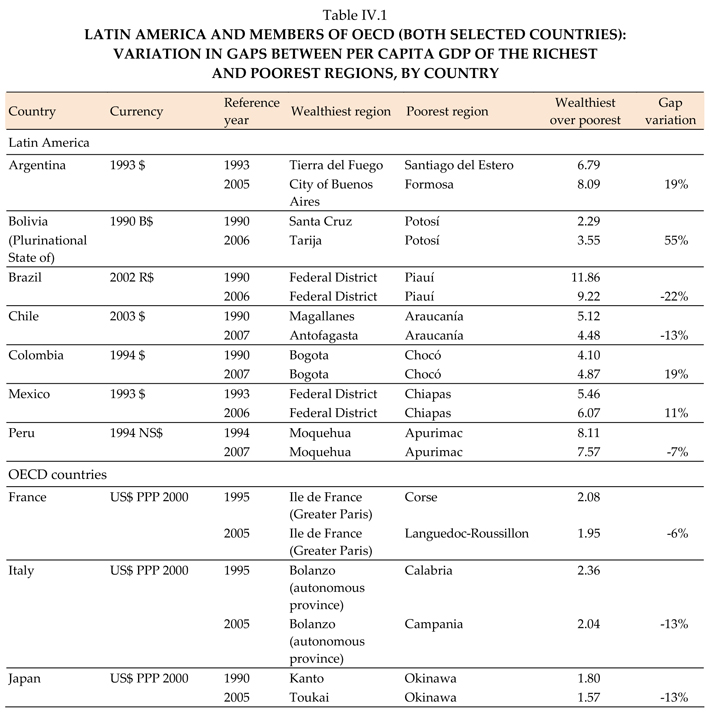 Table IV.1
LATIN AMERICA AND MEMBERS OF OECD (BOTH SELECTED COUNTRIES):
VARIATION IN GAPS BETWEEN PER CAPITA GDP OF THE RICHEST
AND POOREST REGIONS, BY COUNTRY
Country Currency Reference year Wealthiest region Poorest region Wealthiest over poorest Gap variation
Latin America
Argentina 1993 $ 1993 Tierra del Fuego Santiago del Estero 6.79
2005 City of Buenos Aires Formosa 8.09 19%
Bolivia 1990 B$ 1990 Santa Cruz Potosí 2.29
(Plurinational 2006 Tarija Potosí 3.55 55%
State of)
Brazil 2002 R$ 1990 Federal District Piauí 11.86
2006 Federal District Piauí 9.22 -22%
Chile 2003 $ 1990 Magallanes Araucanía 5.12
2007 Antofagasta Araucanía 4.48 -13%
Colombia 1994 $ 1990 Bogota Chocó 4.10
2007 Bogota Chocó 4.87 19%
Mexico 1993 $ 1993 Federal District Chiapas 5.46
2006 Federal District Chiapas 6.07 11%
Peru 1994 NS$ 1994 Moquehua Apurimac 8.11
2007 Moquehua Apurimac 7.57 -7%
OECD countries
France US$ PPP 2000 1995 Ile de France Corse 2.08
(Greater Paris)
2005 Ile de France Languedoc-Roussillon 1.95 -6%
(Greater Paris)
Italy US$ PPP 2000 1995 Bolanzo Calabria 2.36
(autonomous
province)
2005 Bolanzo Campania 2.04 -13%
(autonomous
province)
Japan US$ PPP 2000 1990 Kanto Okinawa 1.80
2005 Toukai Okinawa 1.57 -13%